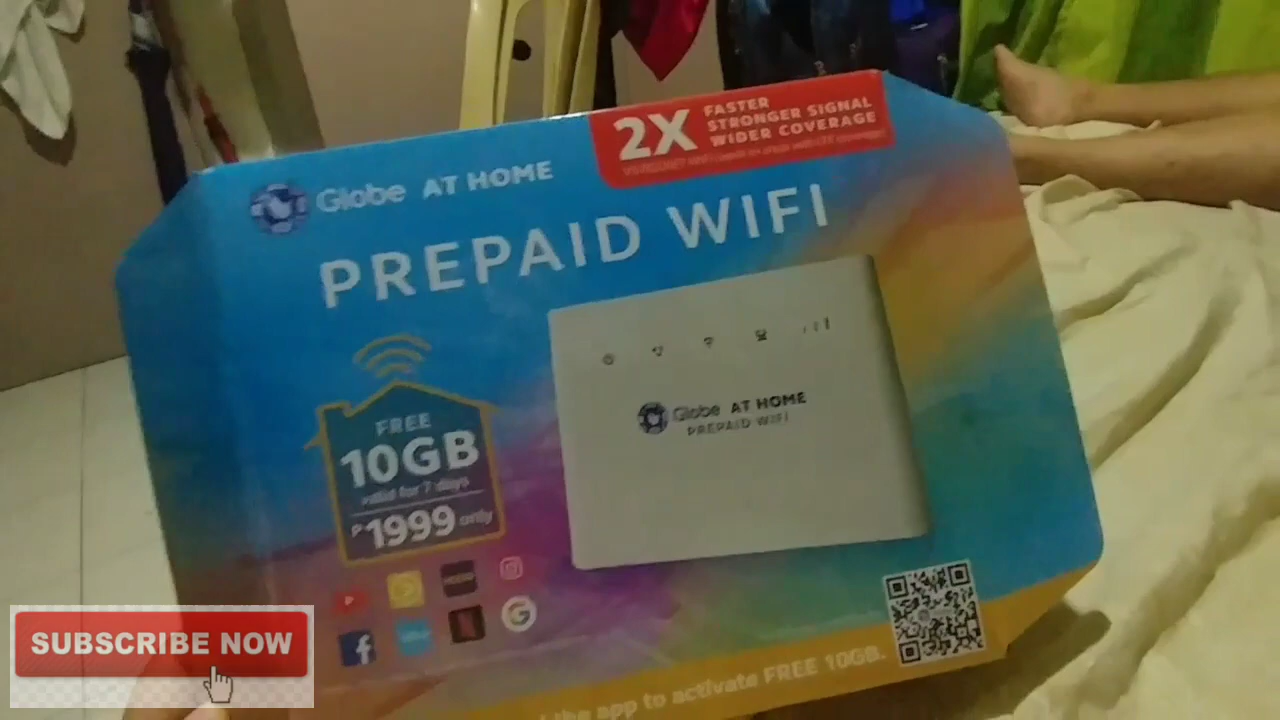 2X
FASTER
STRONGER SIGNAL
WIDER COVERAGE
Globe AT HOME
PREPAID WIFI
FREE
10GB
valid for 7 days
₱1999 only
Globe AT HOME
PREPAID WIFI
the app to activate FREE 10GB.
SUBSCRIBE NOW